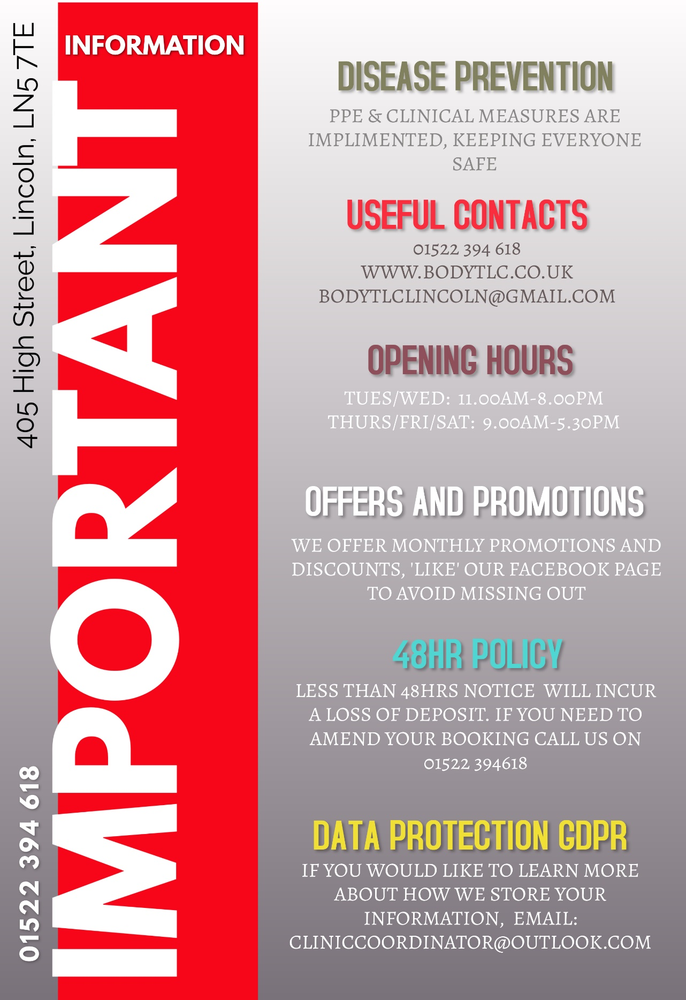 405 High Street, Lincoln, LN5 7TE
01522 394 618
INFORMATION
IMPORTANT
DISEASE PREVENTION
PPE & CLINICAL MEASURES ARE
IMPLIMENTED, KEEPING EVERYONE
SAFE
USEFUL CONTACTS
01522 394 618
WWW.BODYTLC.CO.UK
BODYTLCLINCOLN@GMAIL.COM
OPENING HOURS
TUES/WED: 11.00AM-8.00PM
THURS/FRI/SAT: 9.00AM-5.30PM
OFFERS AND PROMOTIONS
WE OFFER MONTHLY PROMOTIONS AND
DISCOUNTS, 'LIKE' OUR FACEBOOK PAGE
TO AVOID MISSING OUT
48HR POLICY
LESS THAN 48HRS NOTICE WILL INCUR
A LOSS OF DEPOSIT. IF YOU NEED TO
AMEND YOUR BOOKING CALL US ON
01522 394618
DATA PROTECTION GDPR
IF YOU WOULD LIKE TO LEARN MORE
ABOUT HOW WE STORE YOUR
INFORMATION, EMAIL:
CLINICCOORDINATOR@OUTLOOK.COM